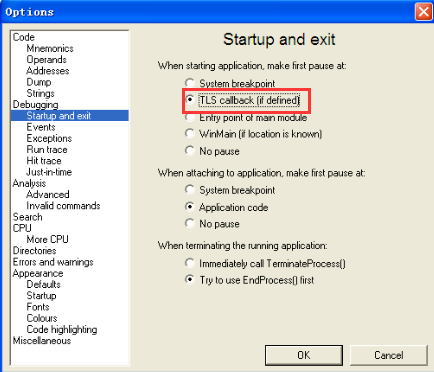 Options
Code
Mnemonics
Operands
Addresses
Dump
Strings
Debugging
Startup and exit
Events
Exceptions
Run trace
Hit trace
Just-in-time
Analysis
Advanced
Invalid commands
Search
CPU
More CPU
Directories
Errors and warnings
Appearance
Defaults
Startup
Fonts
Colours
Code highlighting
Miscellaneous
Startup and exit
When starting application, make first pause at:
System breakpoint
TLS callback (if defined)
Entry point of main module
WinMain (if location is known)
No pause
When attaching to application, make first pause at:
System breakpoint
Application code
No pause
When terminating the running application:
Immediately call TerminateProcess()
Try to use EndProcess() first
OK
Cancel